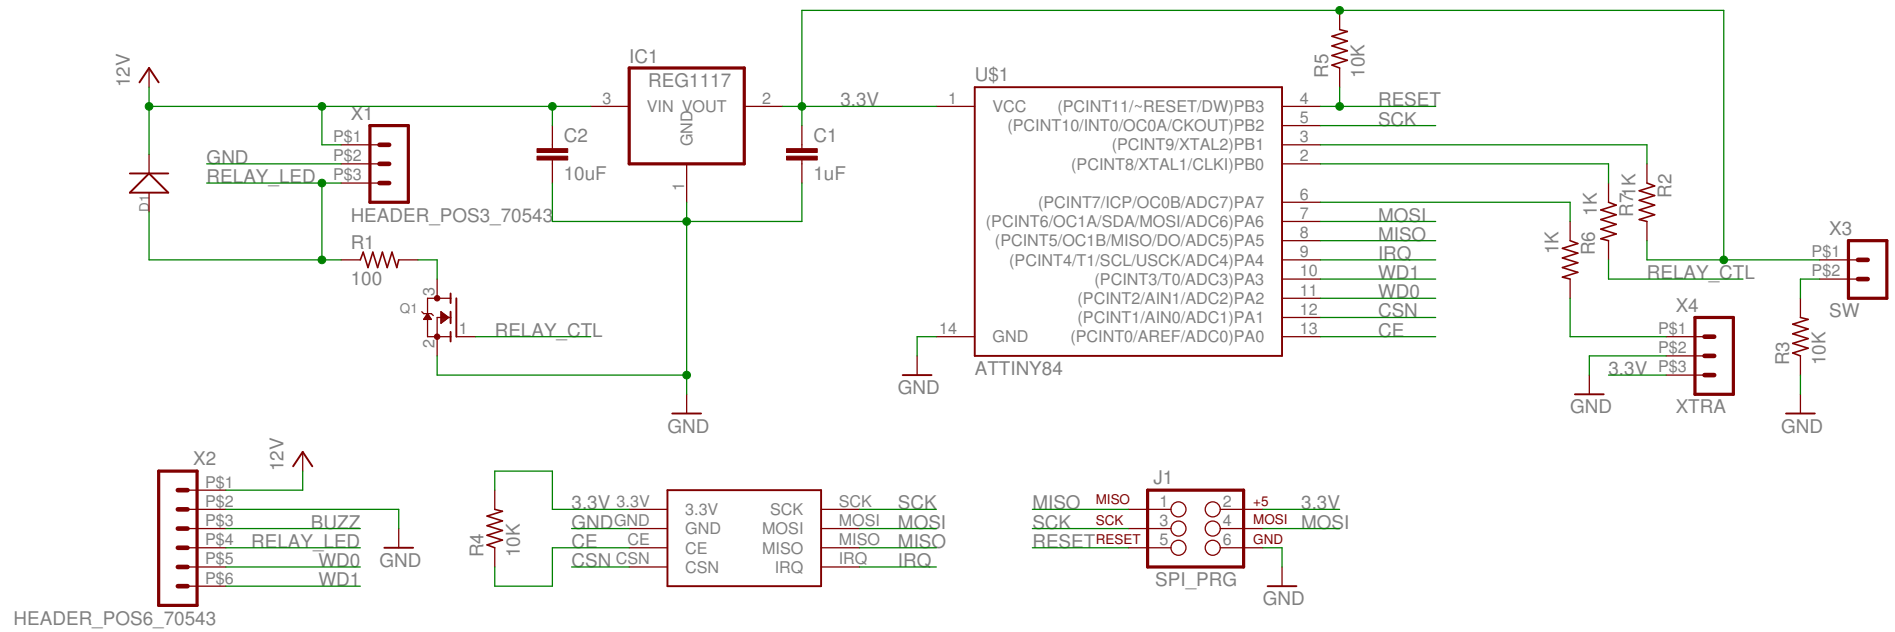 12V
IC1
REG1117
3
VIN VOUT
2
GND
1
3.3V
X1
P$1
P$2
P$3
GND
RELAY_LED
HEADER_POS3_70543
D1
C2
10uF
C1
1uF
R1
100
Q1
3
1
2
RELAY_CTL
GND
U$1
1
VCC
14
GND
GND
ATTINY84
(PCINT11/~RESET/DW)PB3
4
RESET
(PCINT10/INT0/OC0A/CKOUT)PB2
5
SCK
(PCINT9/XTAL2)PB1
3
(PCINT8/XTAL1/CLKI)PB0
2
(PCINT7/ICP/OC0B/ADC7)PA7
6
(PCINT6/OC1A/SDA/MOSI/ADC6)PA6
7
MOSI
(PCINT5/OC1B/MISO/DO/ADC5)PA5
8
MISO
(PCINT4/T1/SCL/USCK/ADC4)PA4
9
IRQ
(PCINT3/T0/ADC3)PA3
10
WD1
(PCINT2/AIN1/ADC2)PA2
11
WD0
(PCINT1/AIN0/ADC1)PA1
12
CSN
(PCINT0/AREF/ADC0)PA0
13
CE
R5
10K
1K
R6
1K
R7
1K
R2
RELAY_CTL
X3
P$1
P$2
SW
R3
10K
GND
X4
P$1
P$2
P$3
3.3V
GND
XTRA
X2
12V
P$1
P$2
P$3
BUZZ
P$4
RELAY_LED
P$5
WD0
P$6
WD1
GND
HEADER_POS6_70543
R4
10K
3.3V 3.3V
3.3V
SCK
SCK
SCK
GND GND
GND
MOSI
MOSI
MOSI
CE
CE
CE
MISO
MISO
MISO
CSN CSN
CSN
IRQ
IRQ
IRQ
J1
MISO
MISO
1
2
+5
3.3V
SCK
SCK
3
4
MOSI
MOSI
RESET
RESET
5
6
GND
SPI_PRG
GND